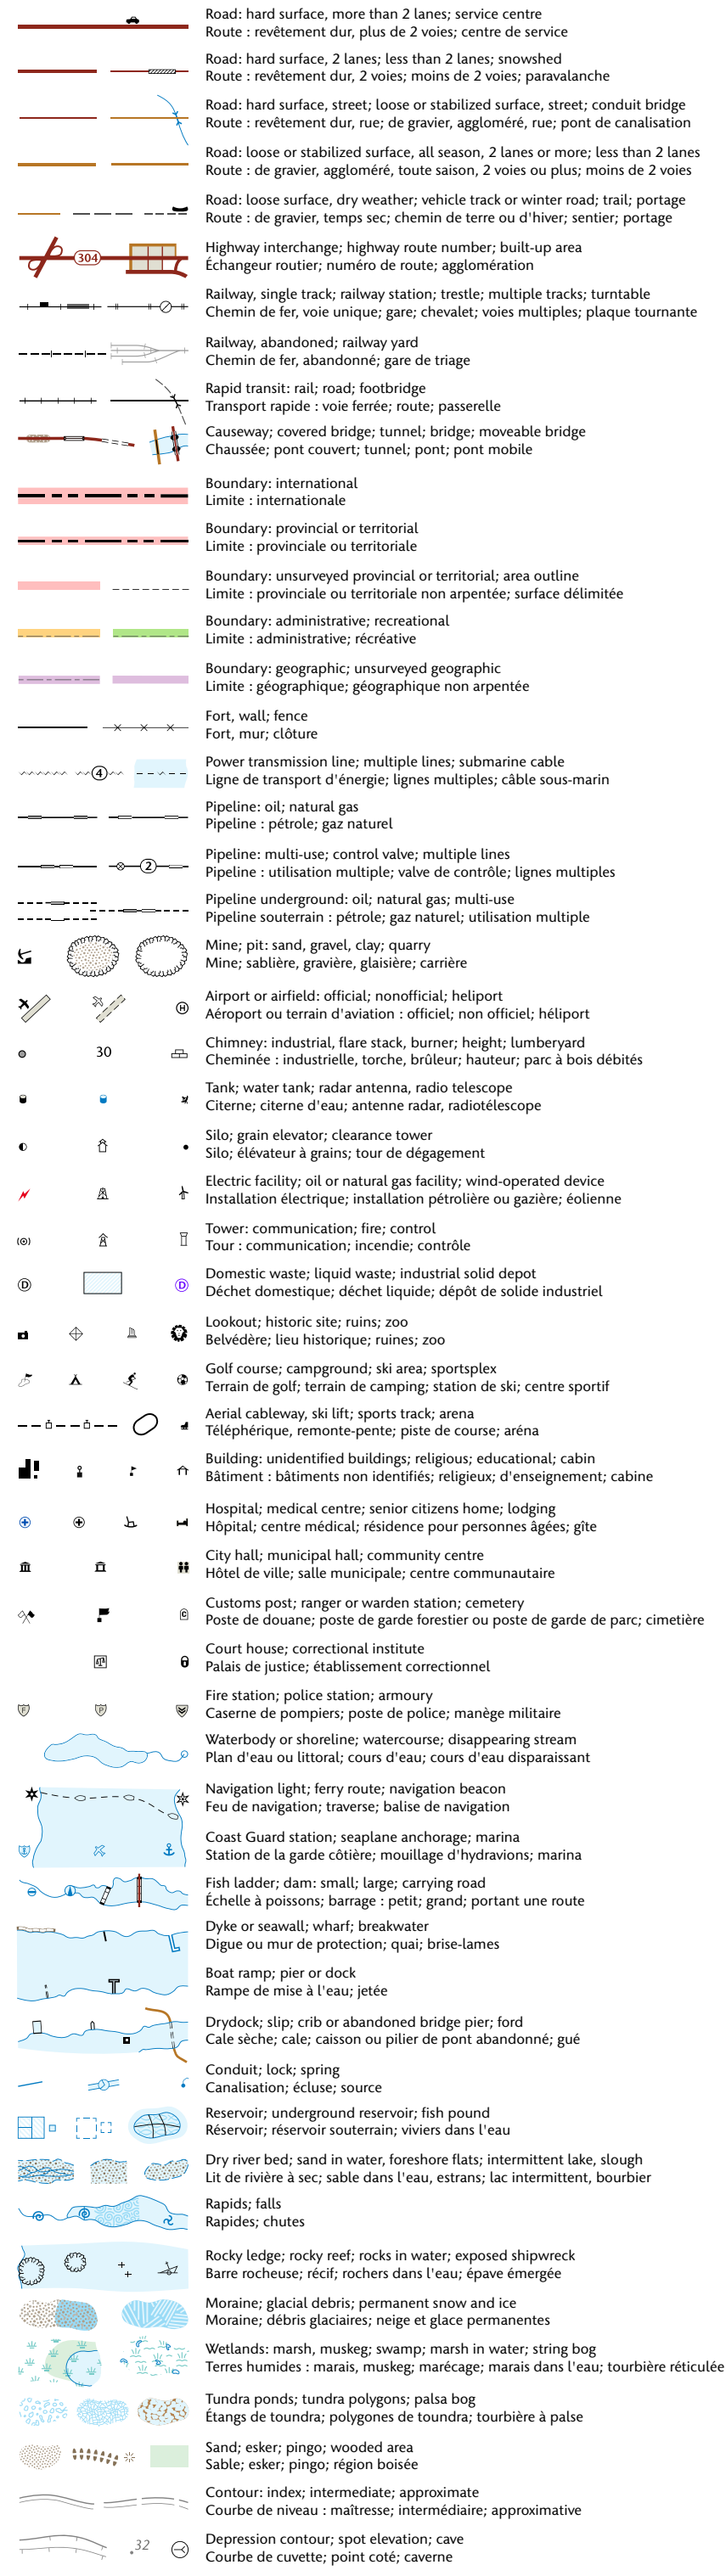 Road: hard surface, more than 2 lanes; service centre
Route : revêtement dur, plus de 2 voies; centre de service
Road: hard surface, 2 lanes; less than 2 lanes; snowshed
Route : revêtement dur, 2 voies; moins de 2 voies; paravalanche
Road: hard surface, street; loose or stabilized surface, street; conduit bridge
Route : revêtement dur, rue; de gravier, aggloméré, rue; pont de canalisation
Road: loose or stabilized surface, all season, 2 lanes or more; less than 2 lanes
Route : de gravier, aggloméré, toute saison, 2 voies ou plus; moins de 2 voies
Road: loose surface, dry weather; vehicle track or winter road; trail; portage
Route : de gravier, temps sec; chemin de terre ou d'hiver; sentier; portage
304
Highway interchange; highway route number; built-up area
Échangeur routier; numéro de route; agglomération
Railway, single track; railway station; trestle; multiple tracks; turntable
Chemin de fer, voie unique; gare; chevalet; voies multiples; plaque tournante
Railway, abandoned; railway yard
Chemin de fer, abandonné; gare de triage
Rapid transit: rail; road; footbridge
Transport rapide : voie ferrée; route; passerelle
Causeway; covered bridge; tunnel; bridge; moveable bridge
Chaussée; pont couvert; tunnel; pont; pont mobile
Boundary: international
Limite : internationale
Boundary: provincial or territorial
Limite : provinciale ou territoriale
Boundary: unsurveyed provincial or territorial; area outline
Limite : provinciale ou territoriale non arpentée; surface délimitée
Boundary: administrative; recreational
Limite : administrative; récréative
Boundary: geographic; unsurveyed geographic
Limite : géographique; géographique non arpentée
Fort, wall; fence
Fort, mur; clôture
4
Power transmission line; multiple lines; submarine cable
Ligne de transport d'énergie; lignes multiples; câble sous-marin
Pipeline: oil; natural gas
Pipeline : pétrole; gaz naturel
2
Pipeline: multi-use; control valve; multiple lines
Pipeline : utilisation multiple; valve de contrôle; lignes multiples
Pipeline underground: oil; natural gas; multi-use
Pipeline souterrain : pétrole; gaz naturel; utilisation multiple
Mine; pit: sand, gravel, clay; quarry
Mine; sablière, gravière, glaisière; carrière
H
Airport or airfield: official; nonofficial; heliport
Aéroport ou terrain d'aviation : officiel; non officiel; héliport
30
Chimney: industrial, flare stack, burner; height; lumberyard
Cheminée : industrielle, torche, brûleur; hauteur; parc à bois débités
Tank; water tank; radar antenna, radio telescope
Citerne; citerne d'eau; antenne radar, radiotélescope
Silo; grain elevator; clearance tower
Silo; élévateur à grains; tour de dégagement
Electric facility; oil or natural gas facility; wind-operated device
Installation électrique; installation pétrolière ou gazière; éolienne
Tower: communication; fire; control
Tour : communication; incendie; contrôle
D D
Domestic waste; liquid waste; industrial solid depot
Déchet domestique; déchet liquide; dépôt de solide industriel
Lookout; historic site; ruins; zoo
Belvédère; lieu historique; ruines; zoo
Golf course; campground; ski area; sportsplex
Terrain de golf; terrain de camping; station de ski; centre sportif
Aerial cableway, ski lift; sports track; arena
Téléphérique, remonte-pente; piste de course; aréna
Building: unidentified buildings; religious; educational; cabin
Bâtiment : bâtiments non identifiés; religieux; d'enseignement; cabine
Hospital; medical centre; senior citizens home; lodging
Hôpital; centre médical; résidence pour personnes âgées; gîte
City hall; municipal hall; community centre
Hôtel de ville; salle municipale; centre communautaire
C
Customs post; ranger or warden station; cemetery
Poste de douane; poste de garde forestier ou poste de garde de parc; cimetière
Court house; correctional institute
Palais de justice; établissement correctionnel
F P
Fire station; police station; armoury
Caserne de pompiers; poste de police; manège militaire
Waterbody or shoreline; watercourse; disappearing stream
Plan d'eau ou littoral; cours d'eau; cours d'eau disparaissant
Navigation light; ferry route; navigation beacon
Feu de navigation; traverse; balise de navigation
Coast Guard station; seaplane anchorage; marina
Station de la garde côtière; mouillage d'hydravions; marina
Fish ladder; dam: small; large; carrying road
Échelle à poissons; barrage : petit; grand; portant une route
Dyke or seawall; wharf; breakwater
Digue ou mur de protection; quai; brise-lames
Boat ramp; pier or dock
Rampe de mise à l'eau; jetée
Drydock; slip; crib or abandoned bridge pier; ford
Cale sèche; cale; caisson ou pilier de pont abandonné; gué
Conduit; lock; spring
Canalisation; écluse; source
Reservoir; underground reservoir; fish pound
Réservoir; réservoir souterrain; viviers dans l'eau
Dry river bed; sand in water, foreshore flats; intermittent lake, slough
Lit de rivière à sec; sable dans l'eau, estrans; lac intermittent, bourbier
Rapids; falls
Rapides; chutes
Rocky ledge; rocky reef; rocks in water; exposed shipwreck
Barre rocheuse; récif; rochers dans l'eau; épave émergée
Moraine; glacial debris; permanent snow and ice
Moraine; débris glaciaires; neige et glace permanentes
Wetlands: marsh, muskeg; swamp; marsh in water; string bog
Terres humides : marais, muskeg; marécage; marais dans l'eau; tourbière réticulée
Tundra ponds; tundra polygons; palsa bog
Étangs de toundra; polygones de toundra; tourbière à palse
Sand; esker; pingo; wooded area
Sable; esker; pingo; région boisée
Contour: index; intermediate; approximate
Courbe de niveau : maîtresse; intermédiaire; approximative
.32
Depression contour; spot elevation; cave
Courbe de cuvette; point coté; caverne